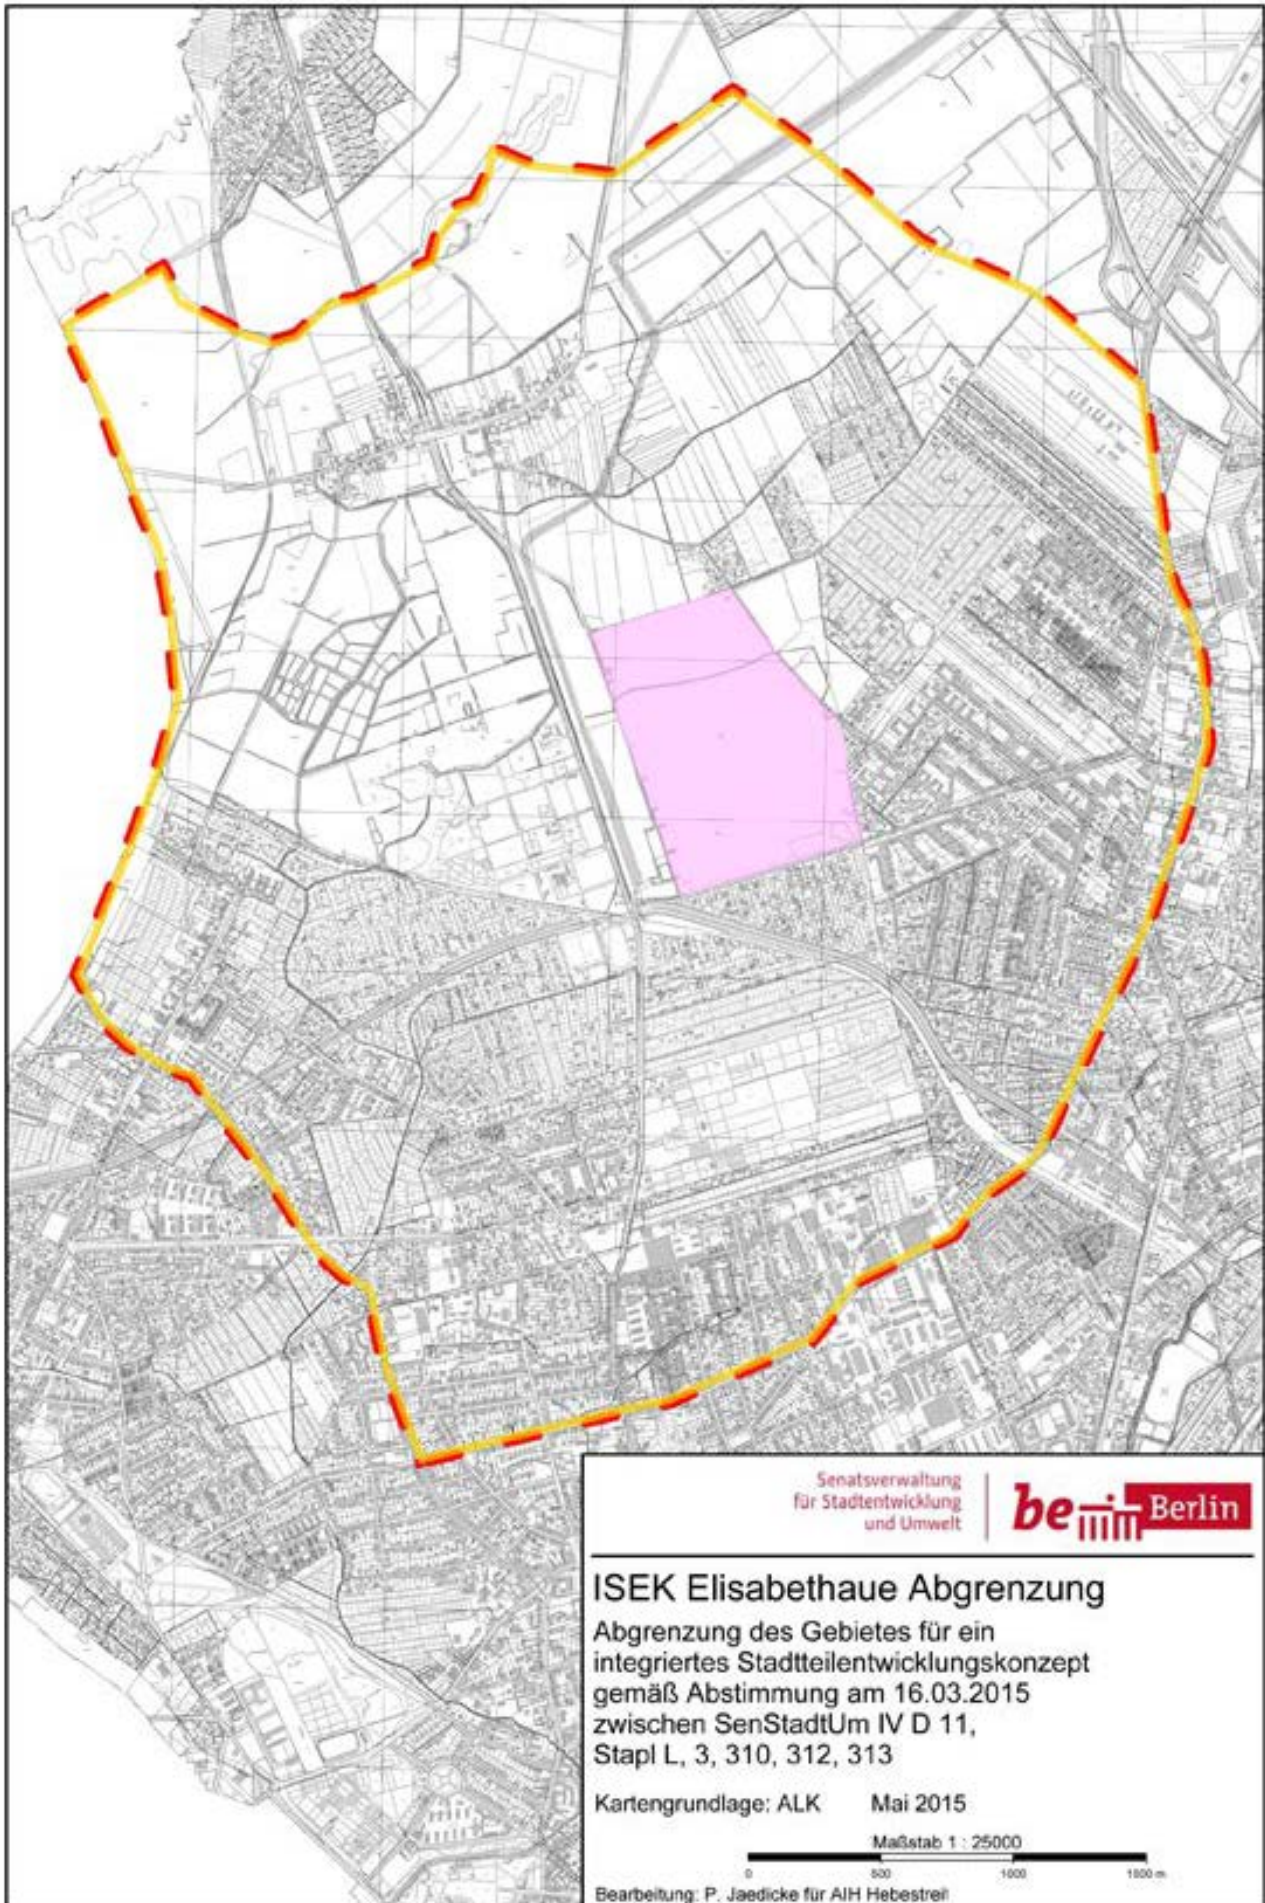 Senatsverwaltung
für Stadtentwicklung
und Umwelt
be Berlin
ISEK Elisabethaue Abgrenzung
Abgrenzung des Gebietes für ein
integriertes Stadtteilentwicklungskonzept
gemäß Abstimmung am 16.03.2015
zwischen SenStadtUm IV D 11,
Stapl L, 3, 310, 312, 313
Kartengrundlage: ALK Mai 2015
Maßstab 1 : 25000
0 500 1000 1500 m
Bearbeitung: P. Jaedicke für AIH Hebestreit